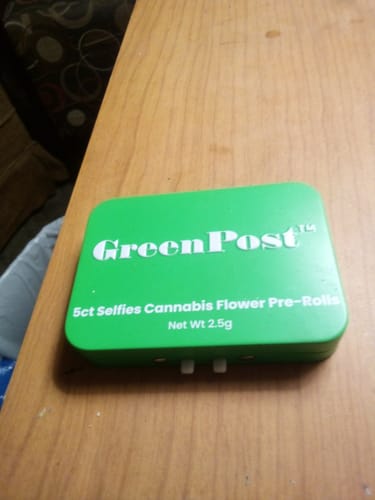 GreenPost™
5ct Selfies Cannabis Flower Pre-Rolls
Net Wt 2.5g